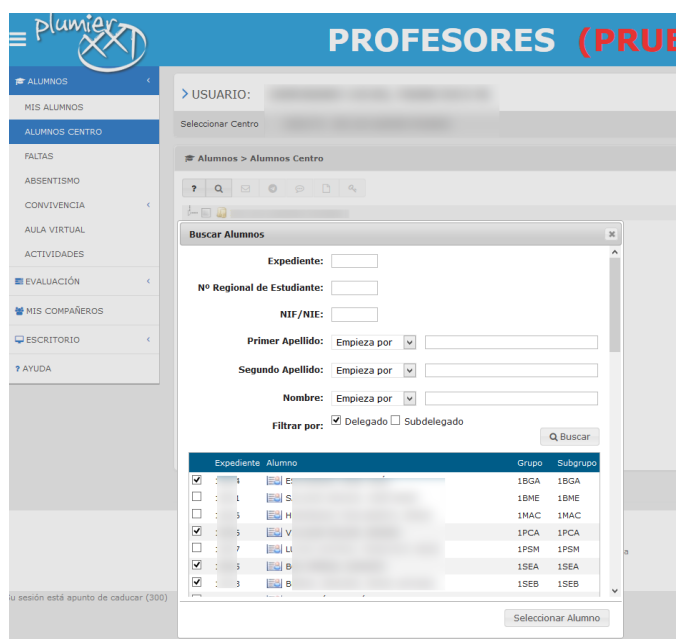 plumier XXI
PROFESORES (PRUE
ALUMNOS
MIS ALUMNOS
ALUMNOS CENTRO
FALTAS
ABSENTISMO
CONVIVENCIA
AULA VIRTUAL
ACTIVIDADES
EVALUACIÓN
MIS COMPAÑEROS
ESCRITORIO
? AYUDA
USUARIO:
Seleccionar Centro
Alumnos > Alumnos Centro
?
Buscar Alumnos
Expediente:
Nº Regional de Estudiante:
NIF/NIE:
Primer Apellido: Empieza por
Segundo Apellido: Empieza por
Nombre: Empieza por
Filtrar por: Delegado Subdelegado
Buscar
Expediente Alumno Grupo Subgrupo
1BGA 1BGA
1BME 1BME
1MAC 1MAC
1PCA 1PCA
1PSM 1PSM
1SEA 1SEA
1SEB 1SEB
Seleccionar Alumno
u sesión está apunto de caducar (300)